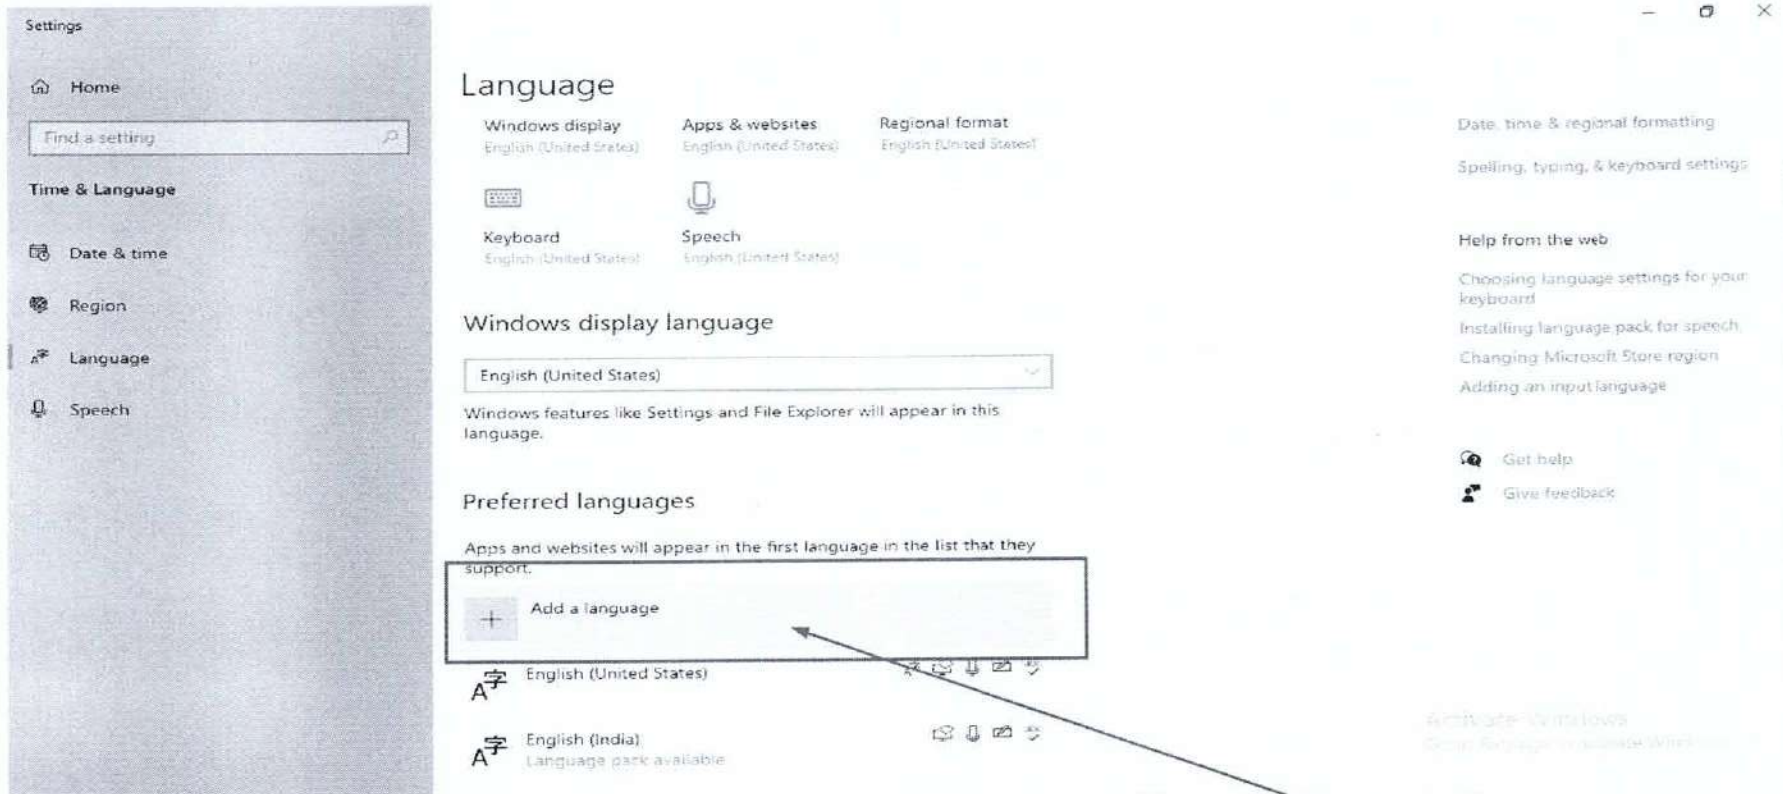 Settings
Home
Find a setting
Time & Language
Date & time
Region
Language
Speech
Language
Windows display
English (United States)
Apps & websites
English (United States)
Regional format
English (United States)
Keyboard
English (United States)
Speech
English (United States)
Windows display language
English (United States)
Windows features like Settings and File Explorer will appear in this
language.
Preferred languages
Apps and websites will appear in the first language in the list that they
support.
Add a language
English (United States)
English (India)
Language pack available
Date, time & regional formatting
Spelling, typing, & keyboard settings
Help from the web
Choosing language settings for your
keyboard
Installing language pack for speech
Changing Microsoft Store region
Adding an input language
Get help
Give feedback
Activate Windows